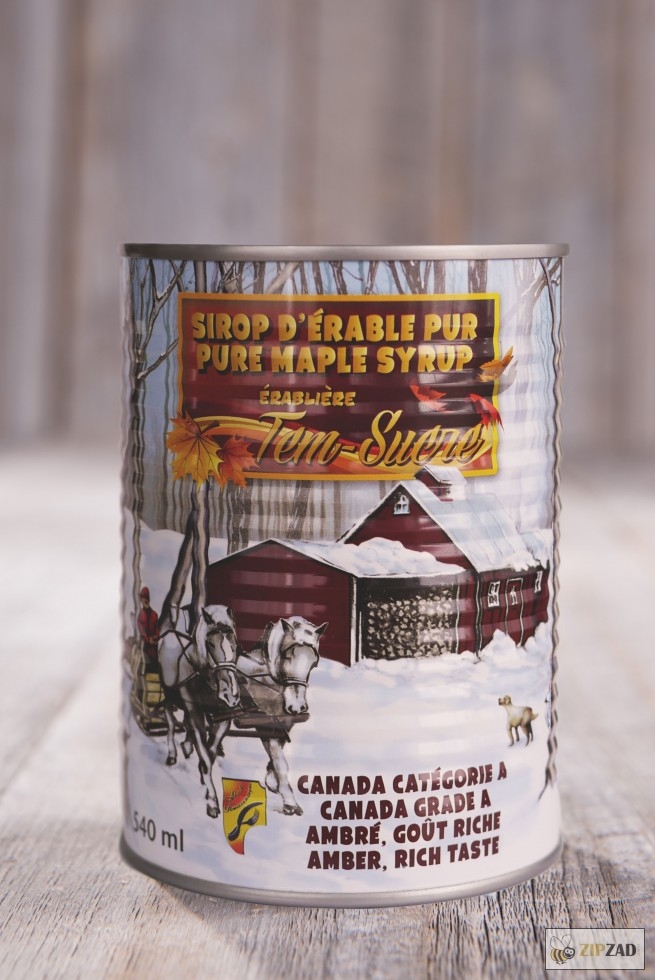 SIROP D'ÉRABLE PUR
PURE MAPLE SYRUP
ÉRABLIÈRE
Tem-Sucre
CANADA CATÉGORIE A
CANADA GRADE A
AMBRÉ, GOÛT RICHE
AMBER, RICH TASTE
540 ml
ZIPZAD